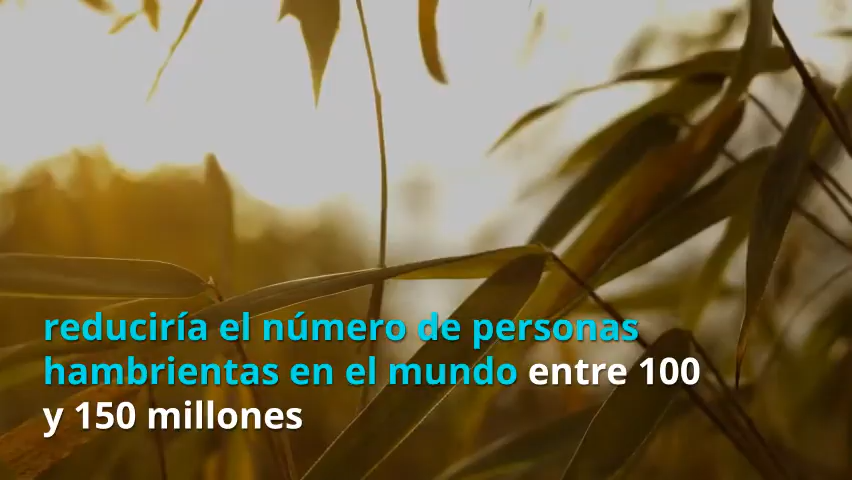 reduciría el número de personas
hambrientas en el mundo entre 100
y 150 millones